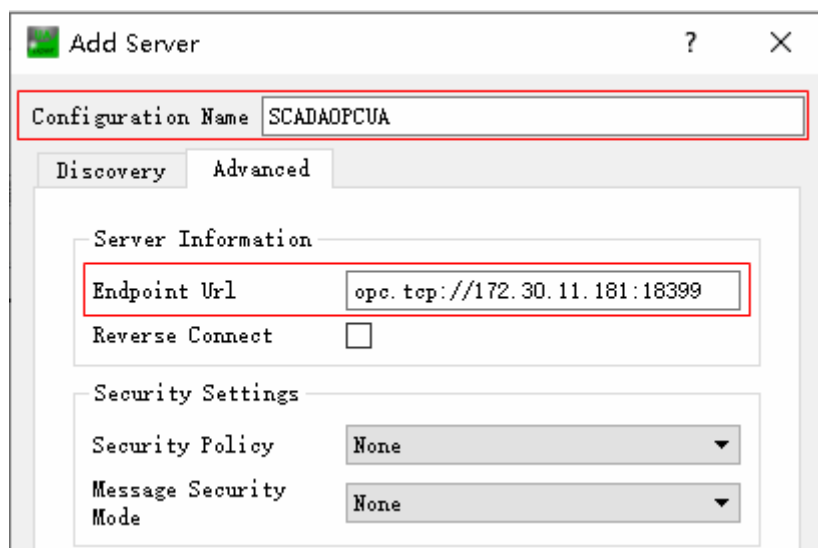 Add Server
Configuration Name SCADAOPCUA
Discovery Advanced
Server Information
Endpoint Url opc.tcp://172.30.11.181:18399
Reverse Connect
Security Settings
Security Policy None
Message Security
Mode None